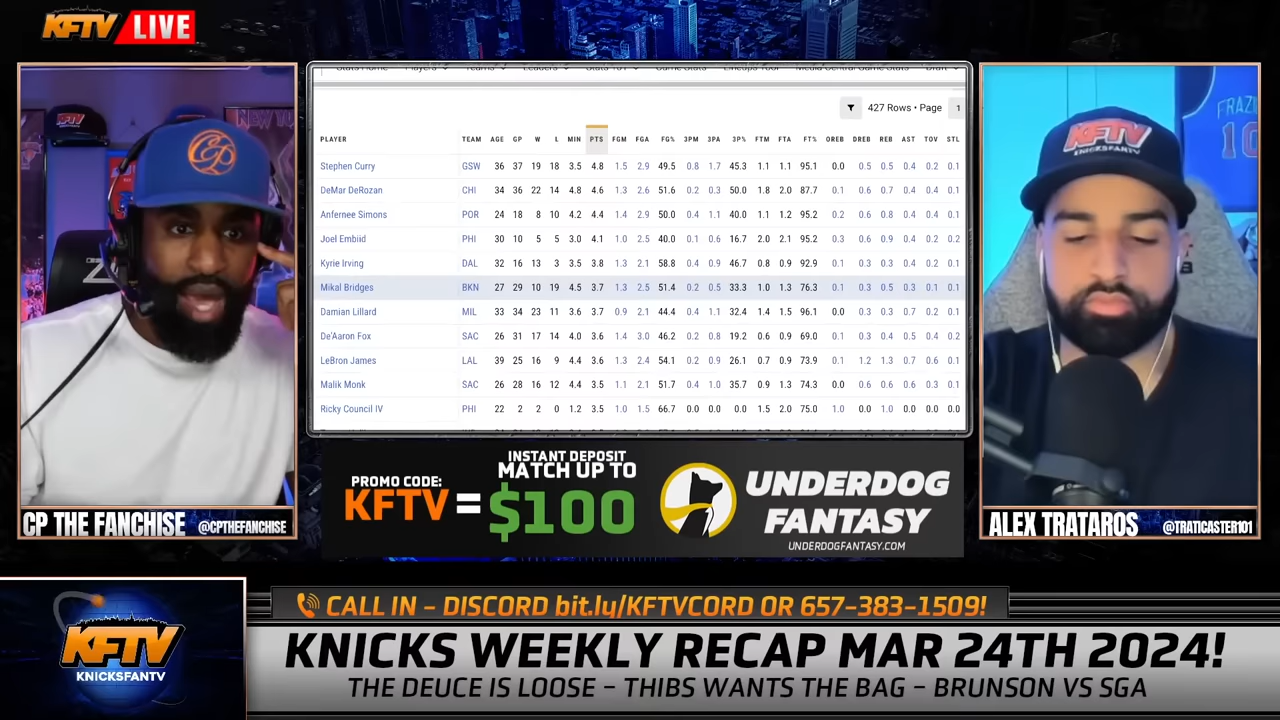 KFTV LIVE
Stats Home Players Teams Leaders Stats 101 Game Stats Lineups Tool Media Central Game Stats Draft
427 Rows • Page 1
PLAYER TEAM AGE GP W L MIN PTS FGM FGA FG% 3PM 3PA 3P% FTM FTA FT% OREB DREB REB AST TOV STL
Stephen Curry GSW 36 37 19 18 3.5 4.8 1.5 2.9 49.5 0.8 1.7 45.3 1.1 1.1 95.1 0.0 0.5 0.5 0.4 0.2 0.1
DeMar DeRozan CHI 34 36 22 14 4.8 4.6 1.3 2.6 51.6 0.2 0.3 50.0 1.8 2.0 87.7 0.1 0.6 0.7 0.4 0.4 0.1
Anfernee Simons POR 24 18 8 10 4.2 4.4 1.4 2.9 50.0 0.4 1.1 40.0 1.1 1.2 95.2 0.2 0.6 0.8 0.4 0.4 0.1
Joel Embiid PHI 30 10 5 5 3.0 4.1 1.0 2.5 40.0 0.1 0.6 16.7 2.0 2.1 95.2 0.3 0.6 0.9 0.4 0.2 0.2
Kyrie Irving DAL 32 16 13 3 3.5 3.8 1.3 2.1 58.8 0.4 0.9 46.7 0.8 0.9 92.9 0.1 0.3 0.3 0.4 0.2 0.1
Mikal Bridges BKN 27 29 10 19 4.5 3.7 1.3 2.5 51.4 0.2 0.5 33.3 1.0 1.3 76.3 0.1 0.3 0.5 0.3 0.1 0.1
Damian Lillard MIL 33 34 23 11 3.6 3.7 0.9 2.1 44.4 0.4 1.1 32.4 1.4 1.5 96.1 0.0 0.3 0.3 0.7 0.2 0.1
De'Aaron Fox SAC 26 31 17 14 4.0 3.6 1.4 3.0 46.2 0.2 0.8 19.2 0.6 0.9 69.0 0.1 0.3 0.4 0.5 0.4 0.2
LeBron James LAL 39 25 16 9 4.4 3.6 1.3 2.4 54.1 0.2 0.9 26.1 0.7 0.9 73.9 0.1 1.2 1.3 0.7 0.6 0.1
Malik Monk SAC 26 28 16 12 4.4 3.5 1.1 2.1 51.7 0.4 1.0 35.7 0.9 1.3 74.3 0.0 0.6 0.6 0.6 0.3 0.1
Ricky Council IV PHI 22 2 2 0 1.2 3.5 1.0 1.5 66.7 0.0 0.0 0.0 1.5 2.0 75.0 1.0 0.0 1.0 0.0 0.0 0.0
KFTV
KNICKSFANTV
FRAZI
10
PROMO CODE:
KFTV
=
INSTANT DEPOSIT
MATCH UP TO
$100
UNDERDOG
FANTASY
UNDERDOGFANTASY.COM
CP THE FANCHISE @CPTHEFANCHISE
ALEX TRATAROS @TRATICASTER101
CALL IN – DISCORD bit.ly/KFTVCORD OR 657-383-1509!
KFTV
KNICKSFANTV
KNICKS WEEKLY RECAP MAR 24TH 2024!
THE DEUCE IS LOOSE – THIBS WANTS THE BAG – BRUNSON VS SGA